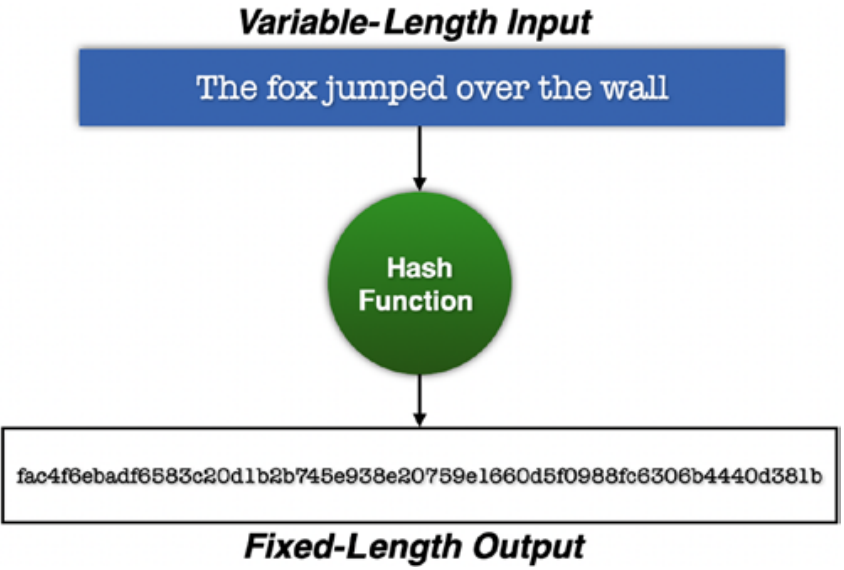 Variable-Length Input
The fox jumped over the wall
Hash
Function
fac4f6ebadf6583c20d1b2b745e938e20759e1660d5f0988fc6306b4440d381b
Fixed-Length Output